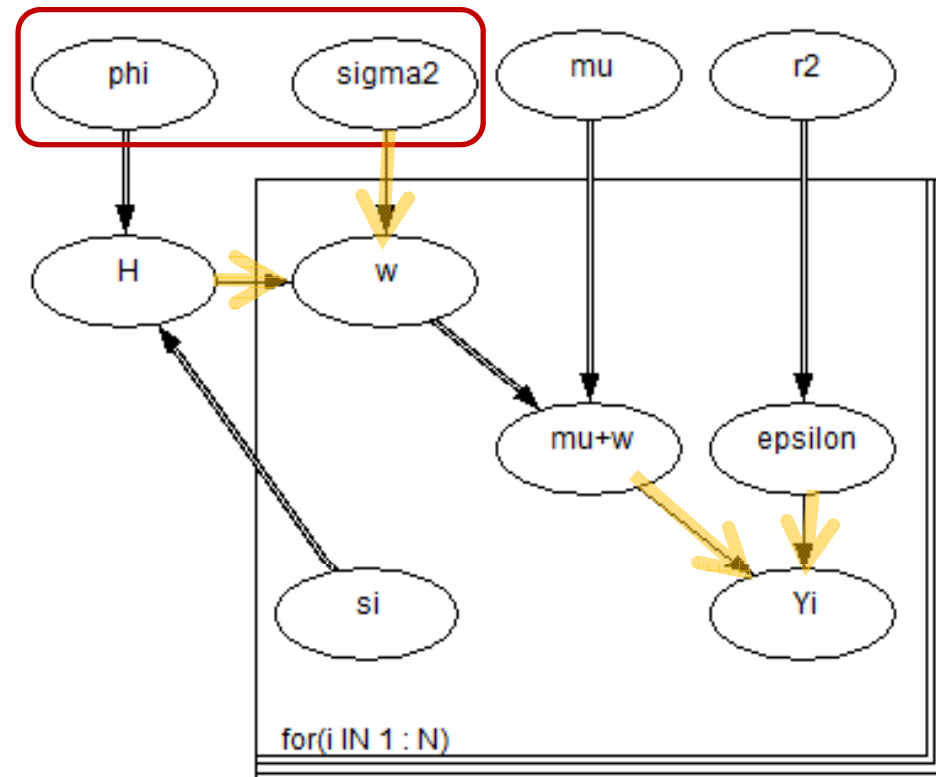 phi
sigma2
mu
r2
H
w
mu+w
epsilon
si
Yi
for(i IN 1 : N)